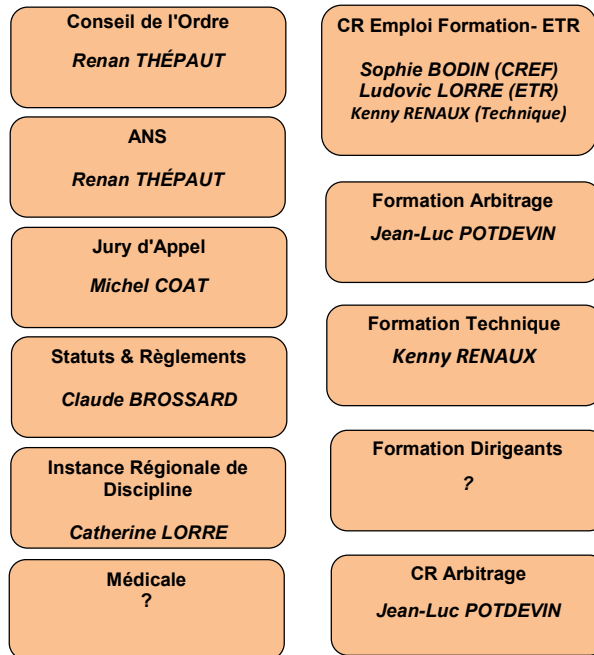 Conseil de l'Ordre
Renan THÉPAUT
ANS
Renan THÉPAUT
Jury d'Appel
Michel COAT
Statuts & Règlements
Claude BROSSARD
Instance Régionale de
Discipline
Catherine LORRE
Médicale
?
CR Emploi Formation- ETR
Sophie BODIN (CREF)
Ludovic LORRE (ETR)
Kenny RENAUX (Technique)
Formation Arbitrage
Jean-Luc POTDEVIN
Formation Technique
Kenny RENAUX
Formation Dirigeants
?
CR Arbitrage
Jean-Luc POTDEVIN